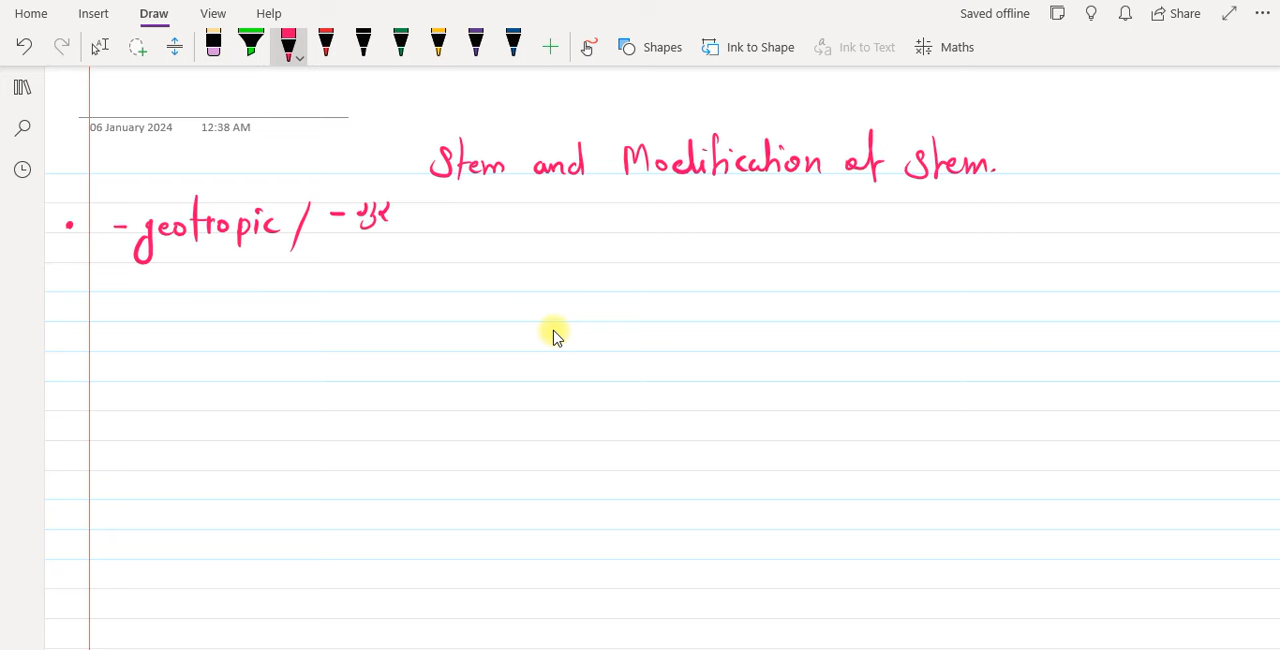 Home Insert Draw View Help Saved offline Share
Shapes Ink to Shape Ink to Text Maths
06 January 2024 12:38 AM
Stem and Modification of Stem.
• -geotropic / -